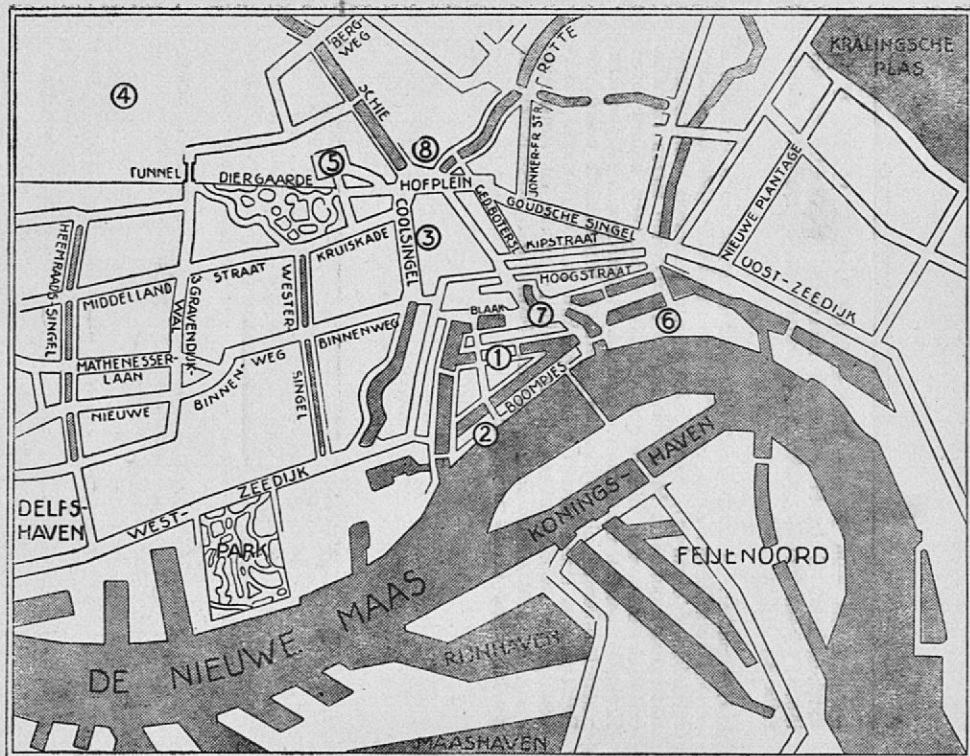 BERG-
WEG
SCHIE
ROTTE
KRALINGSCHE
PLAS
④
⑧
⑤
TUNNEL
DIERGAARDE
HOFPLEIN
JONKER-FR STR.
GED.BOTERS.
GOUDSCHE SINGEL
NIEUWE PLANTAGE
COOLSINGEL
③
KIPSTRAAT
HOOGSTRAAT
OOST-ZEEDIJK
HEEMRAADS
SINGEL
MIDDELLAND
STRAAT
KRUISKADE
'S GRAVENDIJK-
WAL
WESTER-
SINGEL
BLAAK
⑦
⑥
①
MATHENESSER-
LAAN
BINNEN-WEG
BINNENWEG
NIEUWE
BOOMPJES
②
WEST-
ZEEDIJK
DELFS-
HAVEN
PARK
KONINGS-HAVEN
FEIJENOORD
DE NIEUWE MAAS
RIJNHAVEN
MAASHAVEN